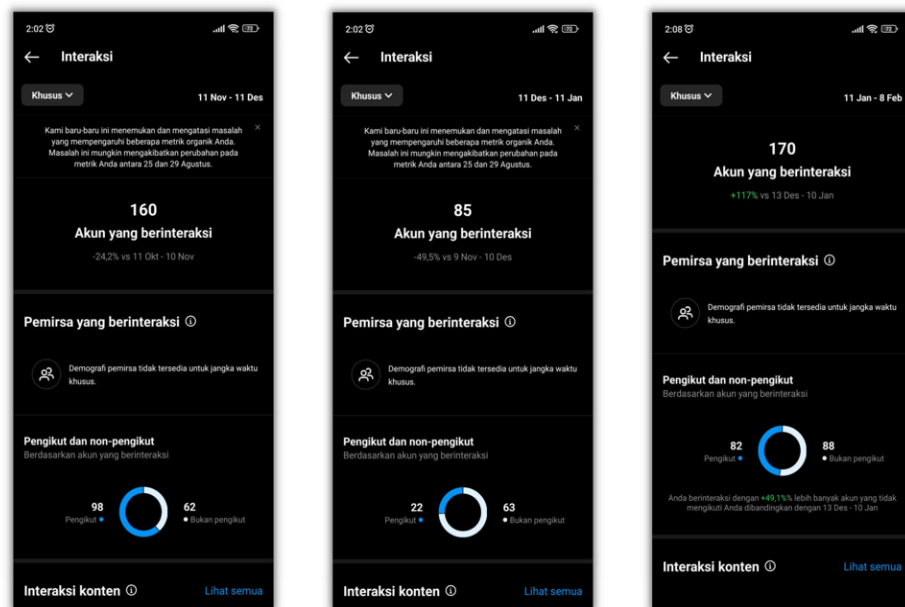 2:02
72
Interaksi
Khusus
11 Nov - 11 Des
Kami baru-baru ini menemukan dan mengatasi masalah
yang mempengaruhi beberapa metrik organik Anda.
Masalah ini mungkin mengakibatkan perubahan pada
metrik Anda antara 25 dan 29 Agustus.
160
Akun yang berinteraksi
-24,2% vs 11 Okt - 10 Nov
Pemirsa yang berinteraksi
Demografi pemirsa tidak tersedia untuk jangka waktu
khusus.
Pengikut dan non-pengikut
Berdasarkan akun yang berinteraksi
98
Pengikut
62
Bukan pengikut
Interaksi konten
Lihat semua
2:02
72
Interaksi
Khusus
11 Des - 11 Jan
Kami baru-baru ini menemukan dan mengatasi masalah
yang mempengaruhi beberapa metrik organik Anda.
Masalah ini mungkin mengakibatkan perubahan pada
metrik Anda antara 25 dan 29 Agustus.
85
Akun yang berinteraksi
-49,5% vs 9 Nov - 10 Des
Pemirsa yang berinteraksi
Demografi pemirsa tidak tersedia untuk jangka waktu
khusus.
Pengikut dan non-pengikut
Berdasarkan akun yang berinteraksi
22
Pengikut
63
Bukan pengikut
Interaksi konten
Lihat semua
2:08
Interaksi
Khusus
11 Jan - 8 Feb
170
Akun yang berinteraksi
+117% vs 13 Des - 10 Jan
Pemirsa yang berinteraksi
Demografi pemirsa tidak tersedia untuk jangka waktu
khusus.
Pengikut dan non-pengikut
Berdasarkan akun yang berinteraksi
82
Pengikut
88
Bukan pengikut
Anda berinteraksi dengan +49,1%% lebih banyak akun yang tidak
mengikuti Anda dibandingkan dengan 13 Des - 10 Jan
Interaksi konten
Lihat semua